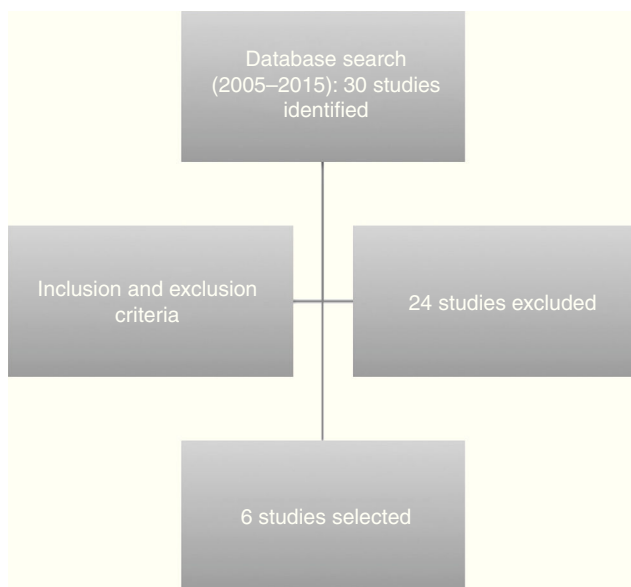 Database search
(2005–2015): 30 studies
identified
Inclusion and exclusion
criteria
24 studies excluded
6 studies selected